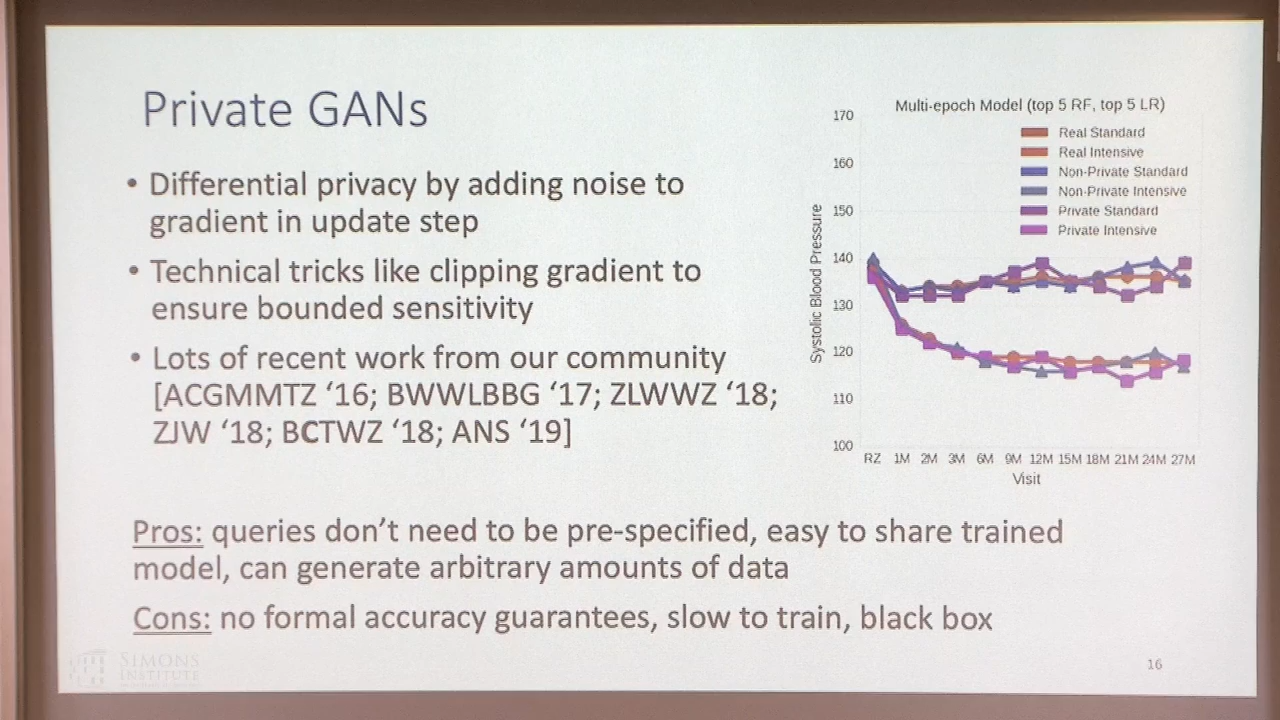 Private GANs
• Differential privacy by adding noise to
gradient in update step
• Technical tricks like clipping gradient to
ensure bounded sensitivity
• Lots of recent work from our community
[ACGMMTZ ‘16; BWWLBBG ‘17; ZLWWZ ‘18;
ZJW ‘18; BCTWZ ‘18; ANS ‘19]
Multi-epoch Model (top 5 RF, top 5 LR)
Real Standard
Real Intensive
Non-Private Standard
Non-Private Intensive
Private Standard
Private Intensive
Systolic Blood Pressure
170
160
150
140
130
120
110
100
RZ 1M 2M 3M 6M 9M 12M 15M 18M 21M 24M 27M
Visit
Pros: queries don’t need to be pre-specified, easy to share trained
model, can generate arbitrary amounts of data
Cons: no formal accuracy guarantees, slow to train, black box
SIMONS
INSTITUTE
16